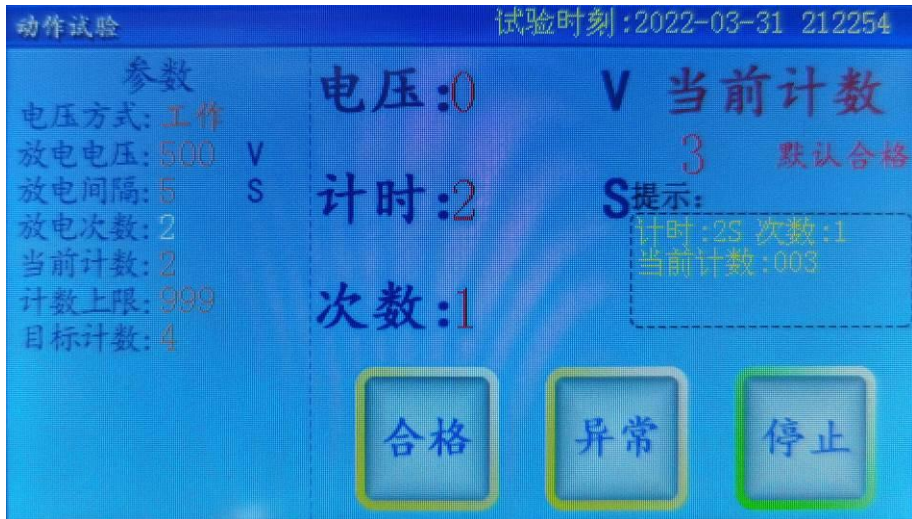 动作试验
试验时刻:2022-03-31 212254
参数
电压方式:工作
放电电压:500 V
放电间隔:5 S
放电次数:2
当前计数:2
计数上限:999
目标计数:4
电压:0 V
计时:2 S
次数:1
当前计数
3 默认合格
提示:
计时:2S 次数:1
当前计数:003
合格
异常
停止